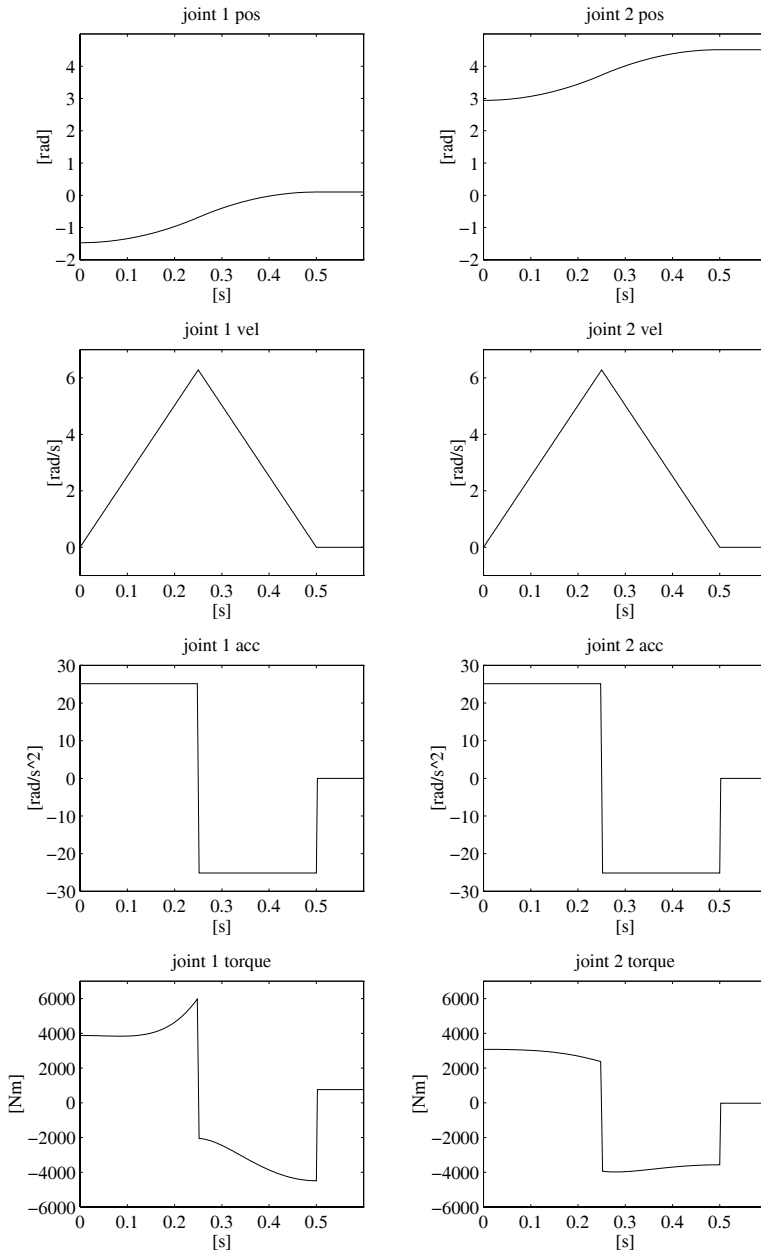 joint 1 pos
4
3
2
1
0
−1
−2
[rad]
0 0.1 0.2 0.3 0.4 0.5
[s]
joint 2 pos
4
3
2
1
0
−1
−2
[rad]
0 0.1 0.2 0.3 0.4 0.5
[s]
joint 1 vel
6
4
2
0
[rad/s]
0 0.1 0.2 0.3 0.4 0.5
[s]
joint 2 vel
6
4
2
0
[rad/s]
0 0.1 0.2 0.3 0.4 0.5
[s]
joint 1 acc
30
20
10
0
−10
−20
−30
[rad/s^2]
0 0.1 0.2 0.3 0.4 0.5
[s]
joint 2 acc
30
20
10
0
−10
−20
−30
[rad/s^2]
0 0.1 0.2 0.3 0.4 0.5
[s]
joint 1 torque
6000
4000
2000
0
−2000
−4000
−6000
[Nm]
0 0.1 0.2 0.3 0.4 0.5
[s]
joint 2 torque
6000
4000
2000
0
−2000
−4000
−6000
[Nm]
0 0.1 0.2 0.3 0.4 0.5
[s]